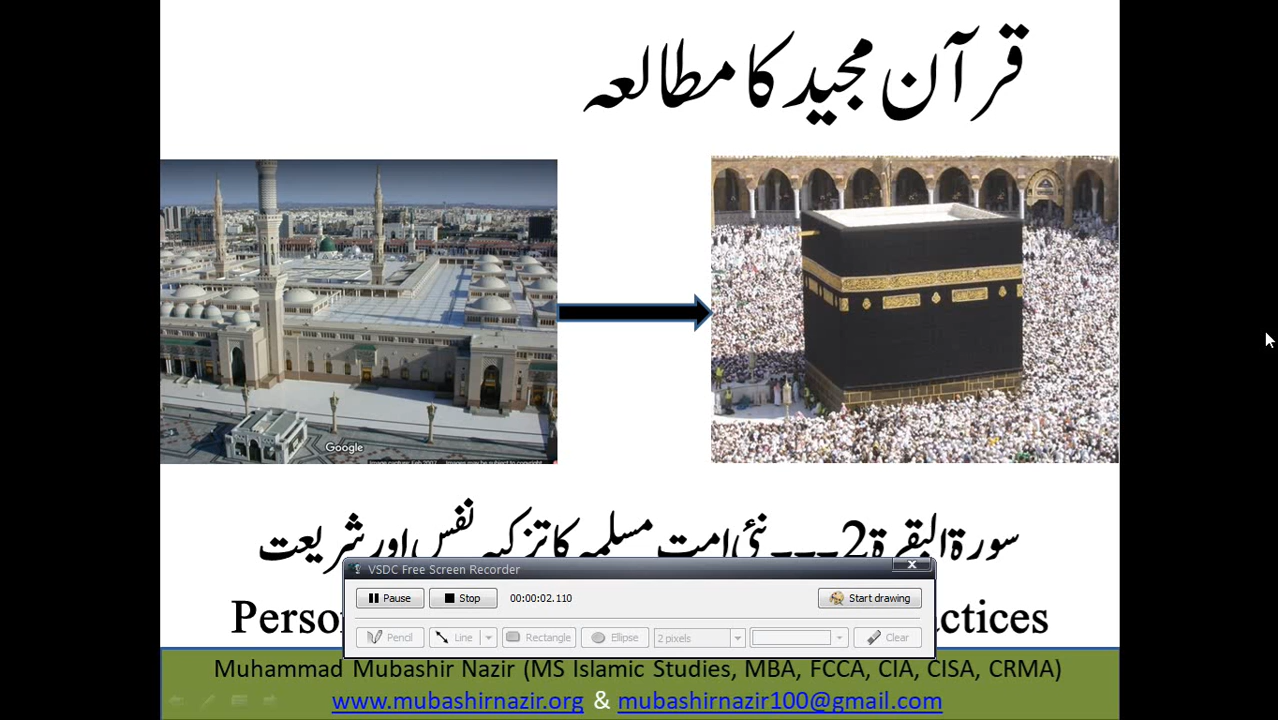 قرآن مجید کا مطالعہ
Google
سورۃ البقرۃ 2۔۔۔ نئی امت مسلمہ کا تزکیہ نفس اور شریعت
VSDC Free Screen Recorder
Pause Stop 00:00:02.110 Start drawing
Pencil Line Rectangle Ellipse 2 pixels Clear
Muhammad Mubashir Nazir (MS Islamic Studies, MBA, FCCA, CIA, CISA, CRMA)
www.mubashirnazir.org & mubashirnazir100@gmail.com